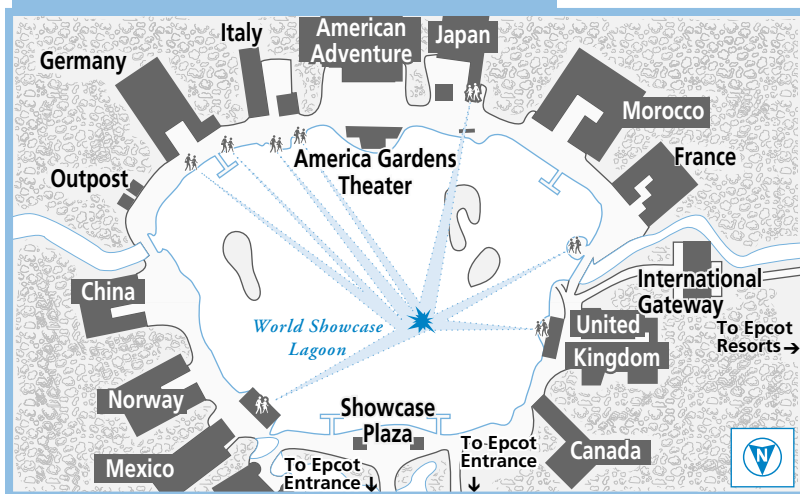 American
Adventure
Italy
Japan
Germany
Morocco
France
America Gardens
Theater
Outpost
International
Gateway
China
World Showcase
Lagoon
United
Kingdom
To Epcot
Resorts
Norway
Showcase
Plaza
Canada
Mexico
To Epcot
Entrance
To Epcot
Entrance
N